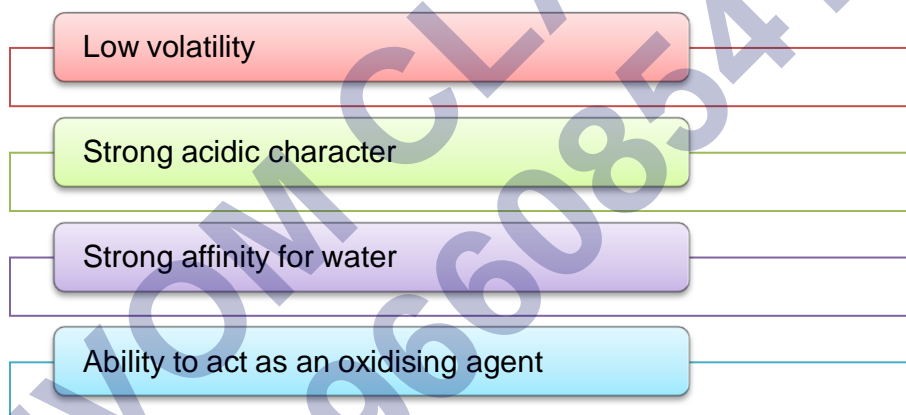 Low volatility
Strong acidic character
Strong affinity for water
Ability to act as an oxidising agent